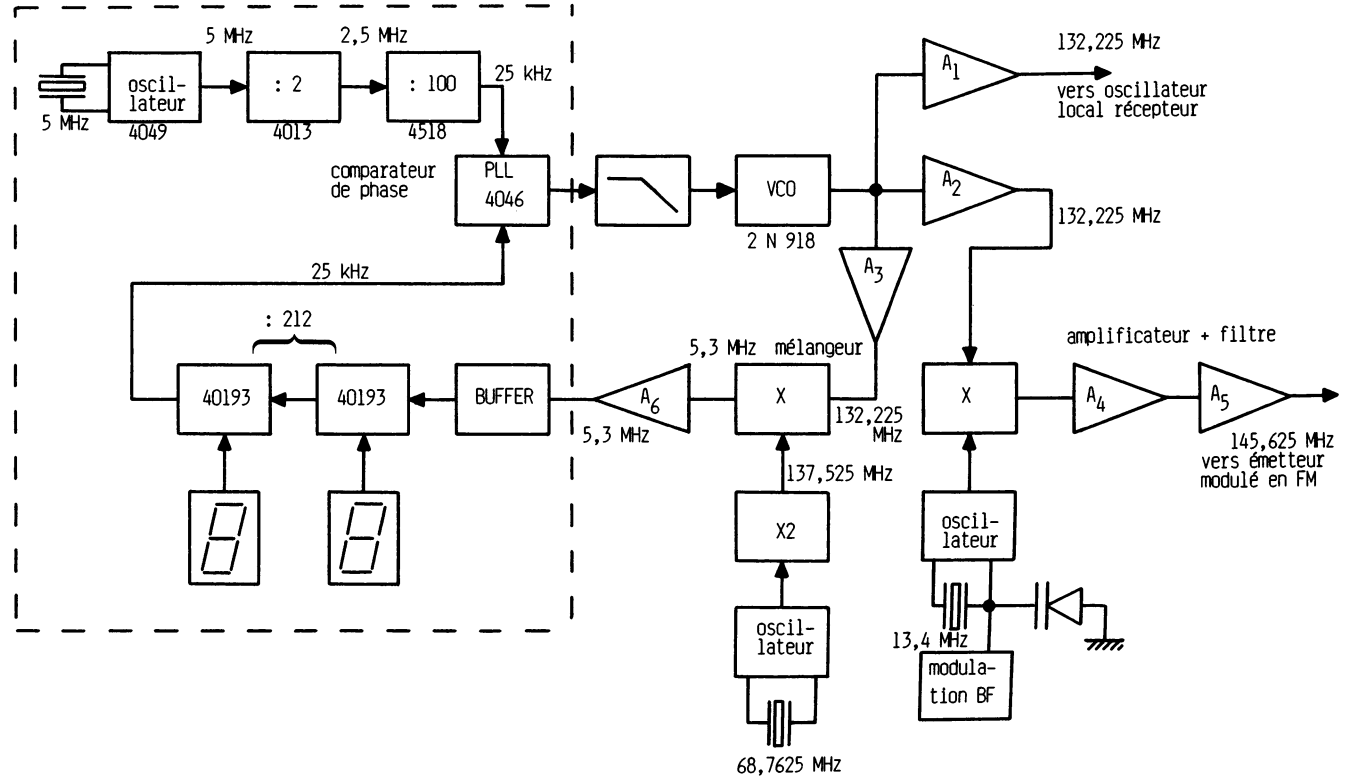 5 MHz
2,5 MHz
132,225 MHz
A1
oscil-
lateur
: 2
: 100
25 kHz
vers oscillateur
local récepteur
5 MHz
4049
4013
4518
comparateur
de phase
PLL
4046
VCO
A2
132,225 MHz
2 N 918
25 kHz
A3
: 212
amplificateur + filtre
5,3 MHz
mélangeur
40193
40193
BUFFER
A6
X
X
A4
A5
5,3 MHz
132,225
MHz
145,625 MHz
vers émetteur
modulé en FM
137,525 MHz
X2
oscil-
lateur
oscil-
lateur
13,4 MHz
modula-
tion BF
68,7625 MHz